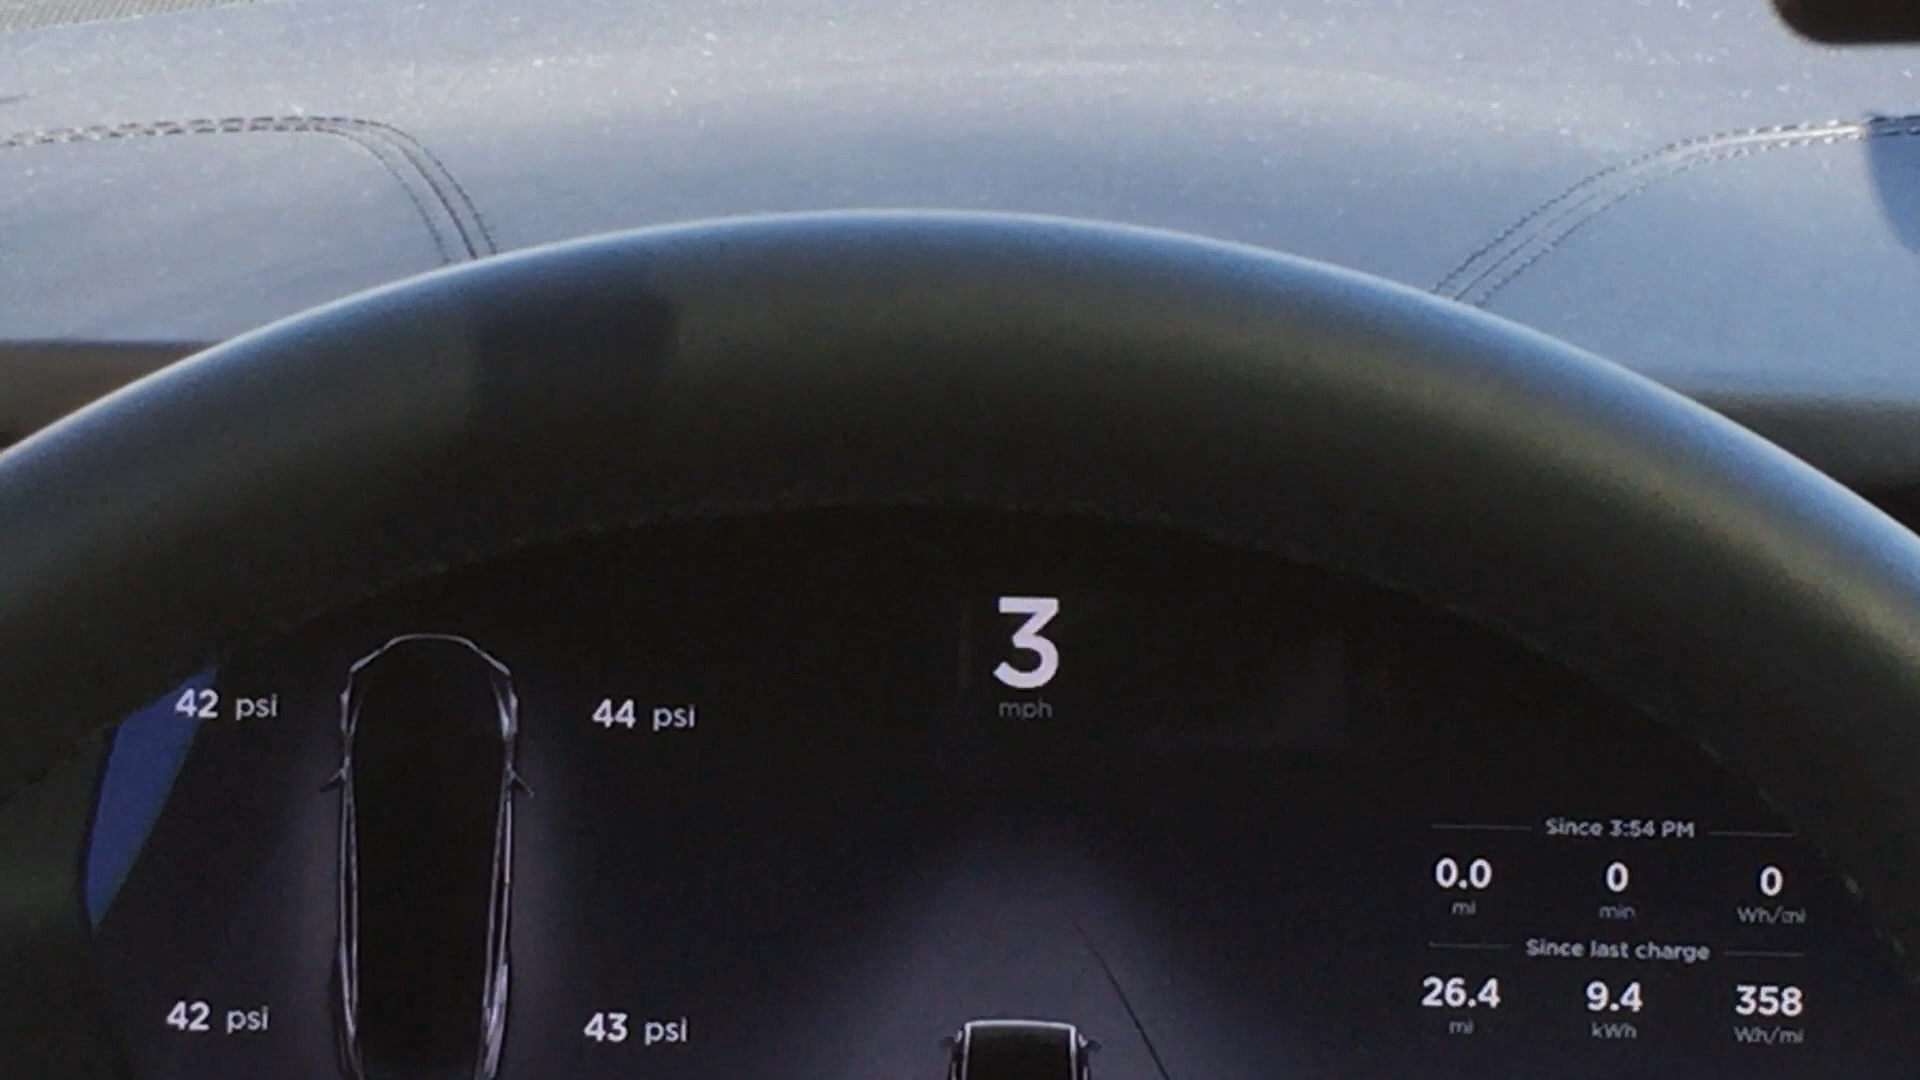 3
mph
42 psi
44 psi
42 psi
43 psi
Since 3:54 PM
0.0 0 0
mi min Wh/mi
Since last charge
26.4 9.4 358
mi kWh Wh/mi